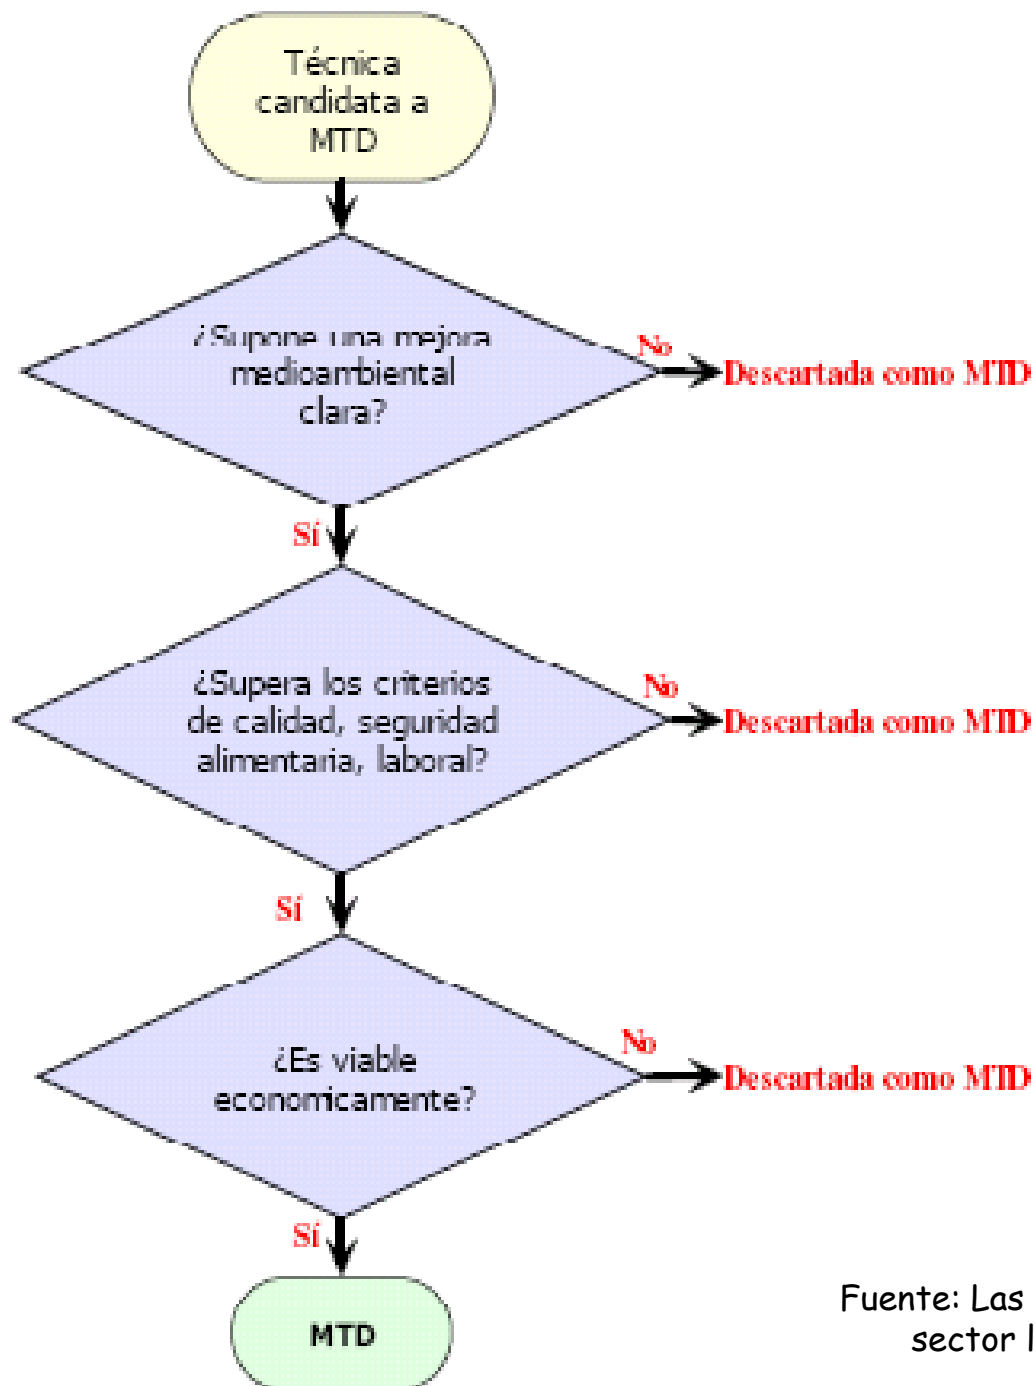 Técnica
candidata a
MTD
¿Supone una mejora
medioambiental
clara?
No
Descartada como MTD
Sí
¿Supera los criterios
de calidad, seguridad
alimentaria, laboral?
No
Descartada como MTD
Sí
¿Es viable
economicamente?
No
Descartada como MTD
Sí
MTD
Fuente: Las
sector l